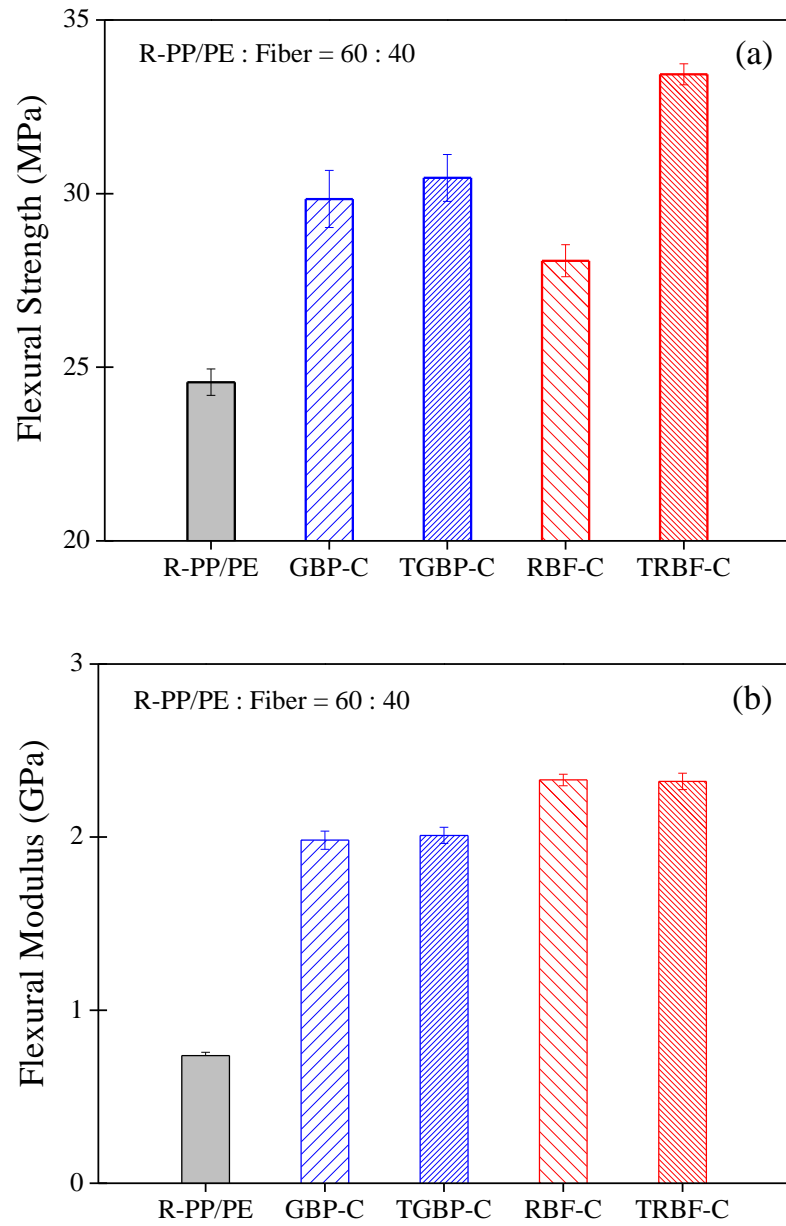 35
R-PP/PE : Fiber = 60 : 40
(a)
30
25
20
Flexural Strength (MPa)
R-PP/PE GBP-C TGBP-C RBF-C TRBF-C
3
R-PP/PE : Fiber = 60 : 40
(b)
2
1
0
Flexural Modulus (GPa)
R-PP/PE GBP-C TGBP-C RBF-C TRBF-C